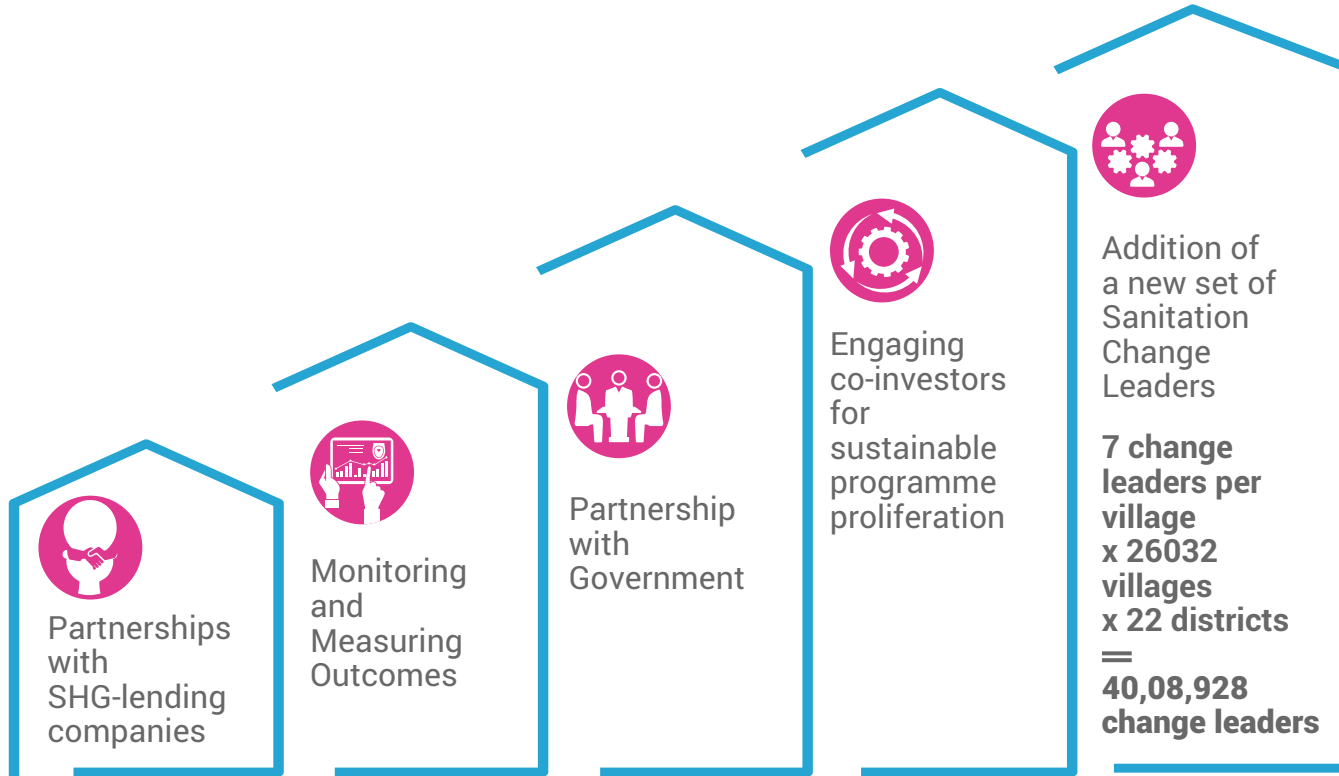 Partnerships
with
SHG-lending
companies
Monitoring
and
Measuring
Outcomes
Partnership
with
Government
Engaging
co-investors
for
sustainable
programme
proliferation
Addition of
a new set of
Sanitation
Change
Leaders
7 change
leaders per
village
x 26032
villages
x 22 districts
=
40,08,928
change leaders